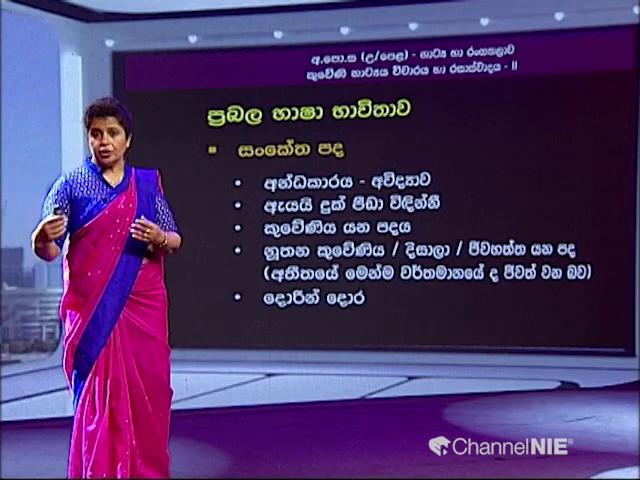 අ.පො.ස (උ/පෙළ) - නාට්‍ය හා රංගකලාව
කුවේණි නාට්‍යය විචාරය හා රසාස්වාදය - II
ප්‍රබල භාෂා භාවිතාව
සංකේත පද
• අන්ධකාරය - අවිද්‍යාව
• ඇයයි දුක් පීඩා විඳින්නී
• කුවේණිය යන පදය
• නූතන කුවේණිය / දිසාලා / ජීවහත්ත යන පද
(අතීතයේ මෙන්ම වර්තමානයේ ද ජීවත් වන බව)
• දොරින් දොර
ChannelNIE